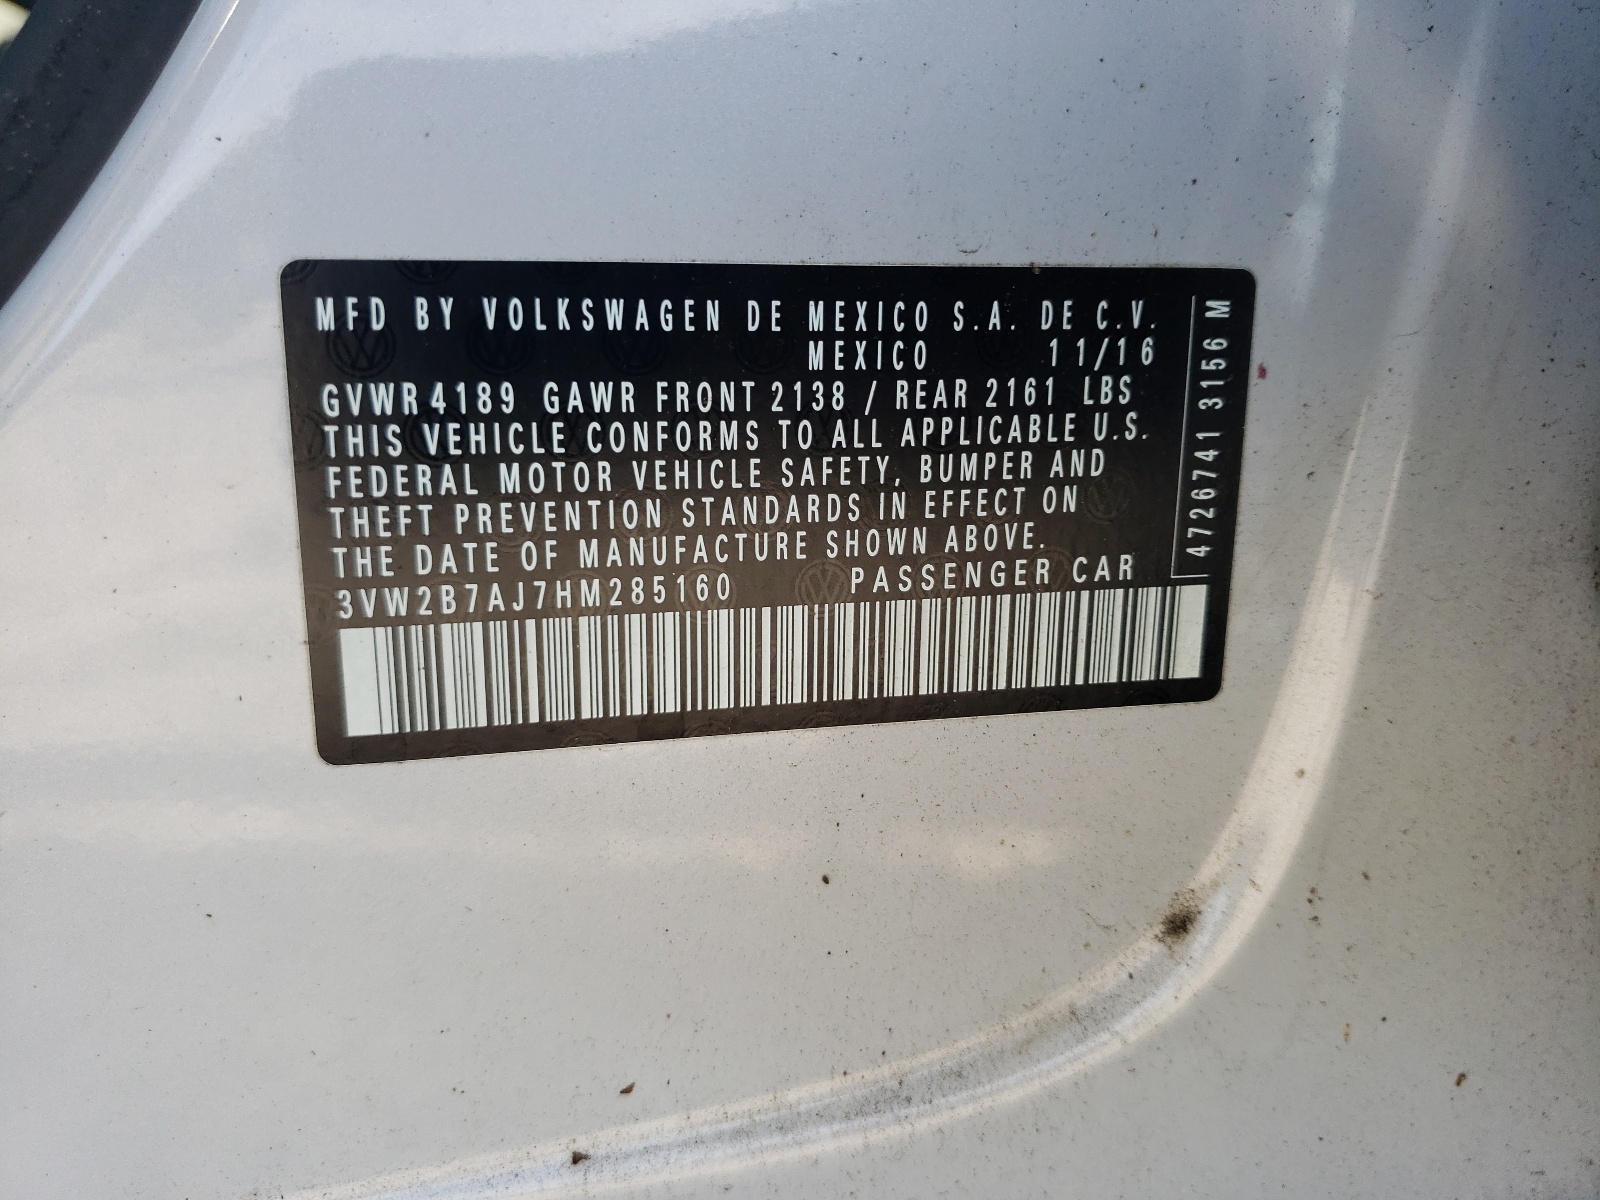 MFD BY VOLKSWAGEN DE MEXICO S.A. DE C.V.
MEXICO 11/16
GVWR 4189 GAWR FRONT 2138 / REAR 2161 LBS
THIS VEHICLE CONFORMS TO ALL APPLICABLE U.S.
FEDERAL MOTOR VEHICLE SAFETY, BUMPER AND
THEFT PREVENTION STANDARDS IN EFFECT ON
THE DATE OF MANUFACTURE SHOWN ABOVE.
3VW2B7AJ7HM285160 PASSENGER CAR
4726741 3156 M